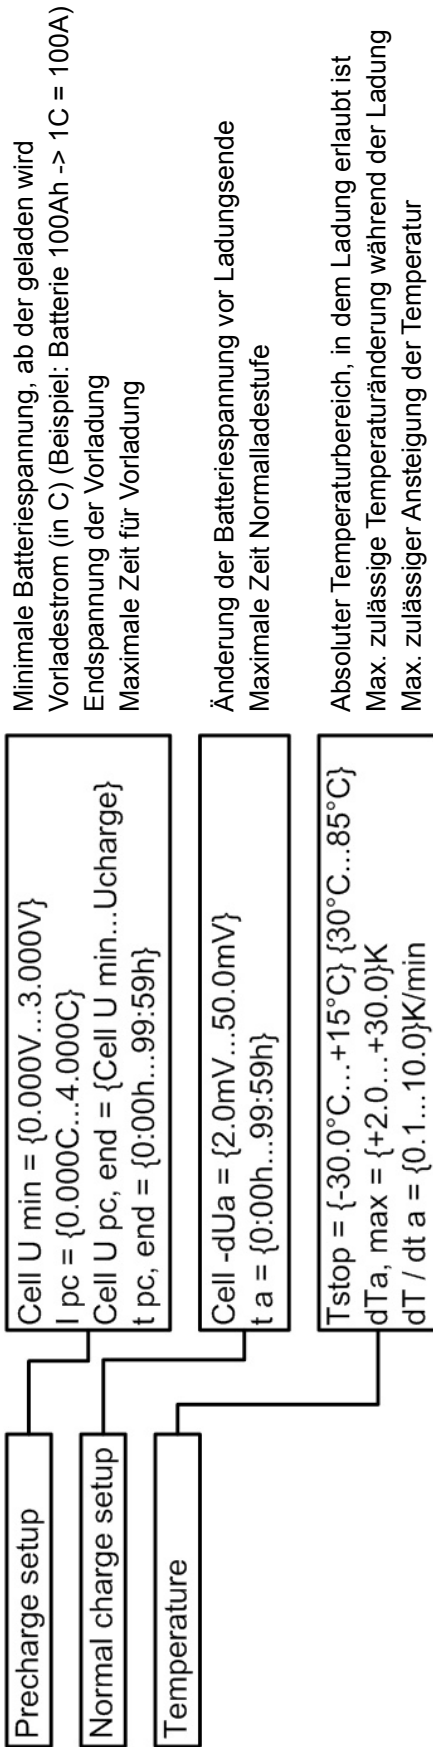 Precharge setup
Cell U min = {0.000V...3.000V}
Minimale Batteriespannung, ab der geladen wird
I pc = {0.000C...4.000C}
Vorladestrom (in C) (Beispiel: Batterie 100Ah -> 1C = 100A)
Cell U pc, end = {Cell U min...Ucharge}
Endspannung der Vorladung
t pc, end = {0:00h...99:59h}
Maximale Zeit für Vorladung
Normal charge setup
Cell -dUa = {2.0mV...50.0mV}
Änderung der Batteriespannung vor Ladungsende
t a = {0:00h...99:59h}
Maximale Zeit Normalladestufe
Temperature
Tstop = {-30.0°C...+15°C} {30°C...85°C}
Absoluter Temperaturbereich, in dem Ladung erlaubt ist
dTa, max = {+2.0...+30.0}K
Max. zulässige Temperaturänderung während der Ladung
dT / dt a = {0.1...10.0}K/min
Max. zulässiger Ansteigung der Temperatur